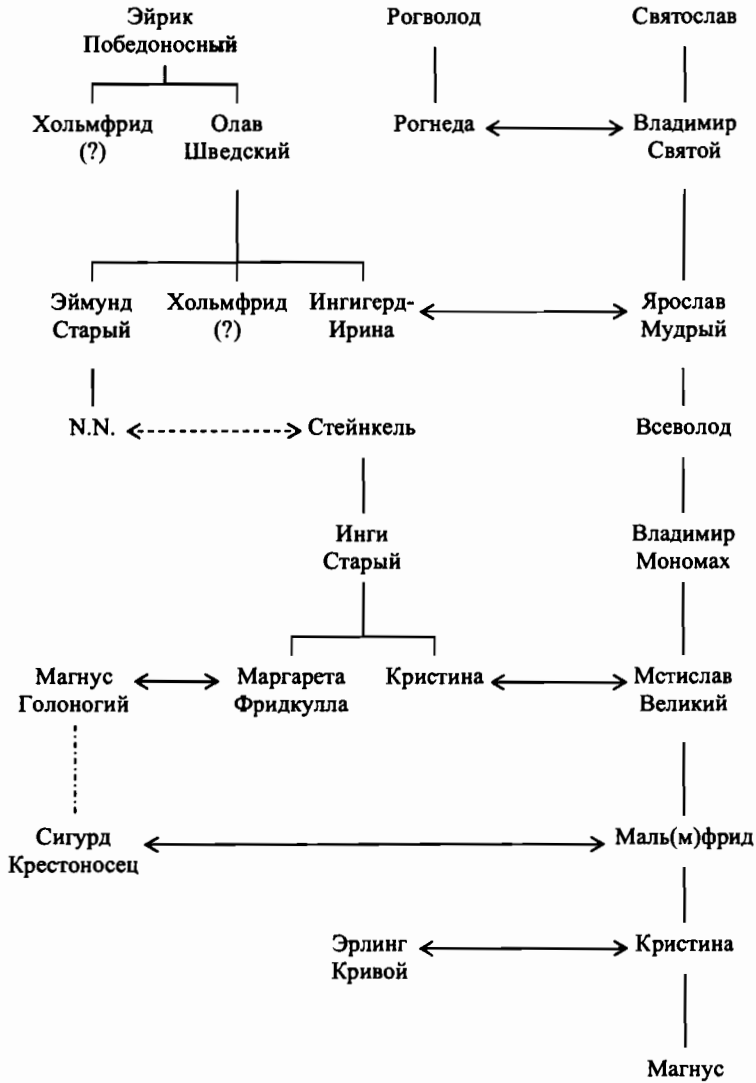 Эйрик
Победоносный
Рогволод
Святослав
Хольмфрид
(?)
Олав
Шведский
Рогнеда
Владимир
Святой
Эймунд
Старый
Хольмфрид
(?)
Ингигерд-
Ирина
Ярослав
Мудрый
N.N.
Стейнкель
Всеволод
Инги
Старый
Владимир
Мономах
Магнус
Голоногий
Маргарета
Фридкулла
Кристина
Мстислав
Великий
Сигурд
Крестоносец
Маль(м)фрид
Эрлинг
Кривой
Кристина
Магнус